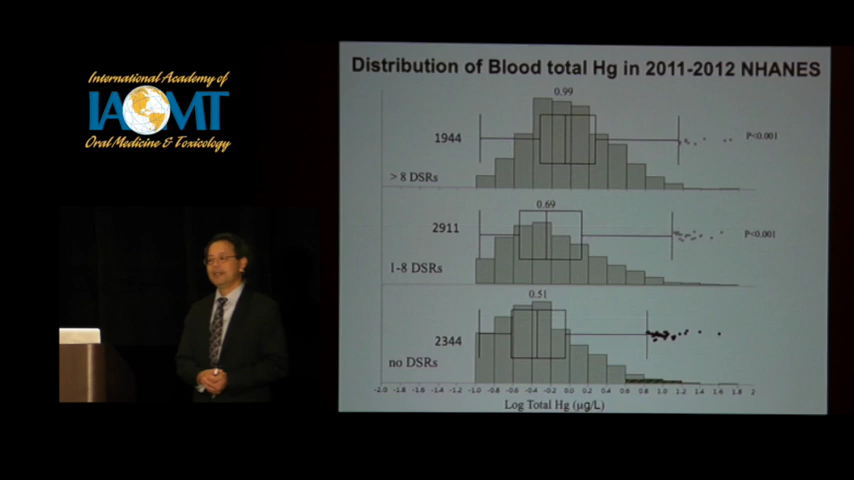 International Academy of
IAOMT
Oral Medicine & Toxicology
Distribution of Blood total Hg in 2011-2012 NHANES
0.99
1944
P<0.001
> 8 DSRs
0.69
2911
P<0.001
1-8 DSRs
0.51
2344
no DSRs
-2.0 -1.8 -1.6 -1.4 -1.2 -1.0 -0.8 -0.6 -0.4 -0.2 0.0 0.2 0.4 0.6 0.8 1.0 1.2 1.4 1.6 1.8 2
Log Total Hg (µg/L)